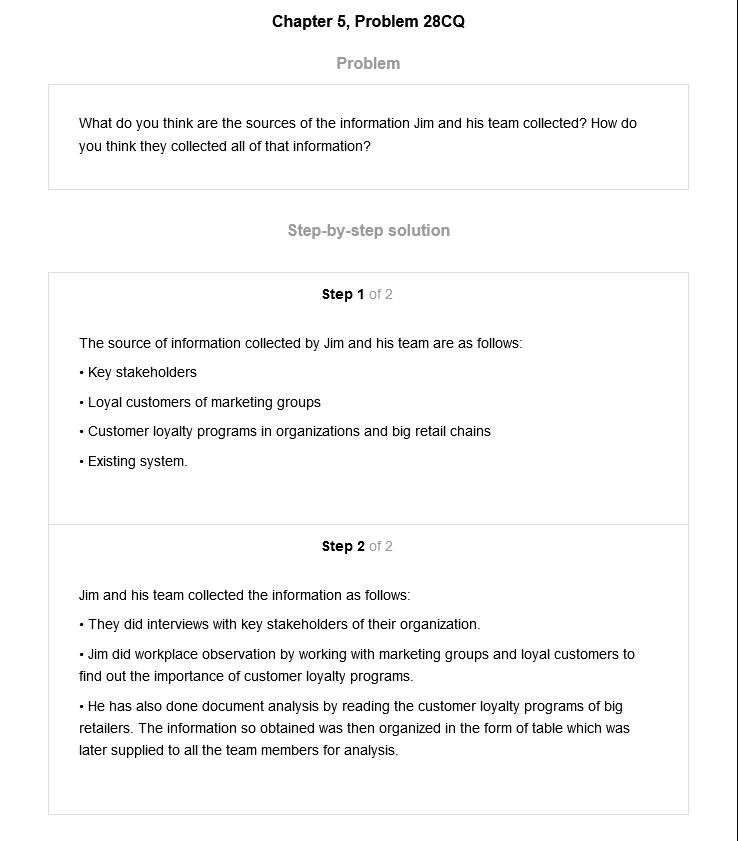 Chapter 5, Problem 28CQ
Problem
What do you think are the sources of the information Jim and his team collected? How do
you think they collected all of that information?
Step-by-step solution
Step 1 of 2
The source of information collected by Jim and his team are as follows:
• Key stakeholders
• Loyal customers of marketing groups
• Customer loyalty programs in organizations and big retail chains
• Existing system.
Step 2 of 2
Jim and his team collected the information as follows:
• They did interviews with key stakeholders of their organization.
• Jim did workplace observation by working with marketing groups and loyal customers to
find out the importance of customer loyalty programs.
• He has also done document analysis by reading the customer loyalty programs of big
retailers. The information so obtained was then organized in the form of table which was
later supplied to all the team members for analysis.